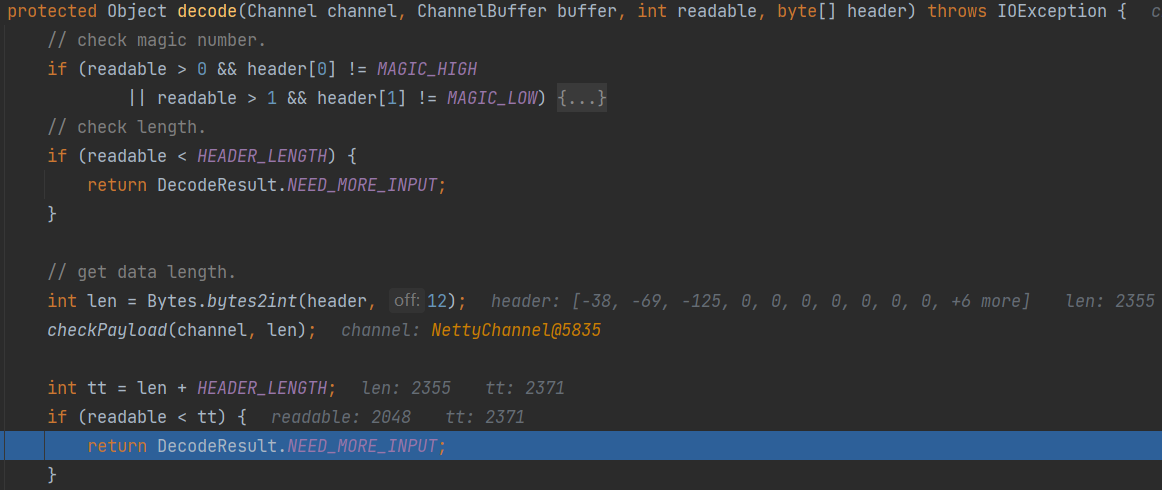 protected Object decode(Channel channel, ChannelBuffer buffer, int readable, byte[] header) throws IOException {  c
// check magic number.
if (readable > 0 && header[0] != MAGIC_HIGH
|| readable > 1 && header[1] != MAGIC_LOW) {...}
// check length.
if (readable < HEADER_LENGTH) {
return DecodeResult.NEED_MORE_INPUT;
}
// get data length.
int len = Bytes.bytes2int(header, off: 12);  header: [-38, -69, -125, 0, 0, 0, 0, 0, 0, 0, +6 more]  len: 2355
checkPayload(channel, len);  channel: NettyChannel@5835
int tt = len + HEADER_LENGTH;  len: 2355  tt: 2371
if (readable < tt) {  readable: 2048  tt: 2371
return DecodeResult.NEED_MORE_INPUT;
}